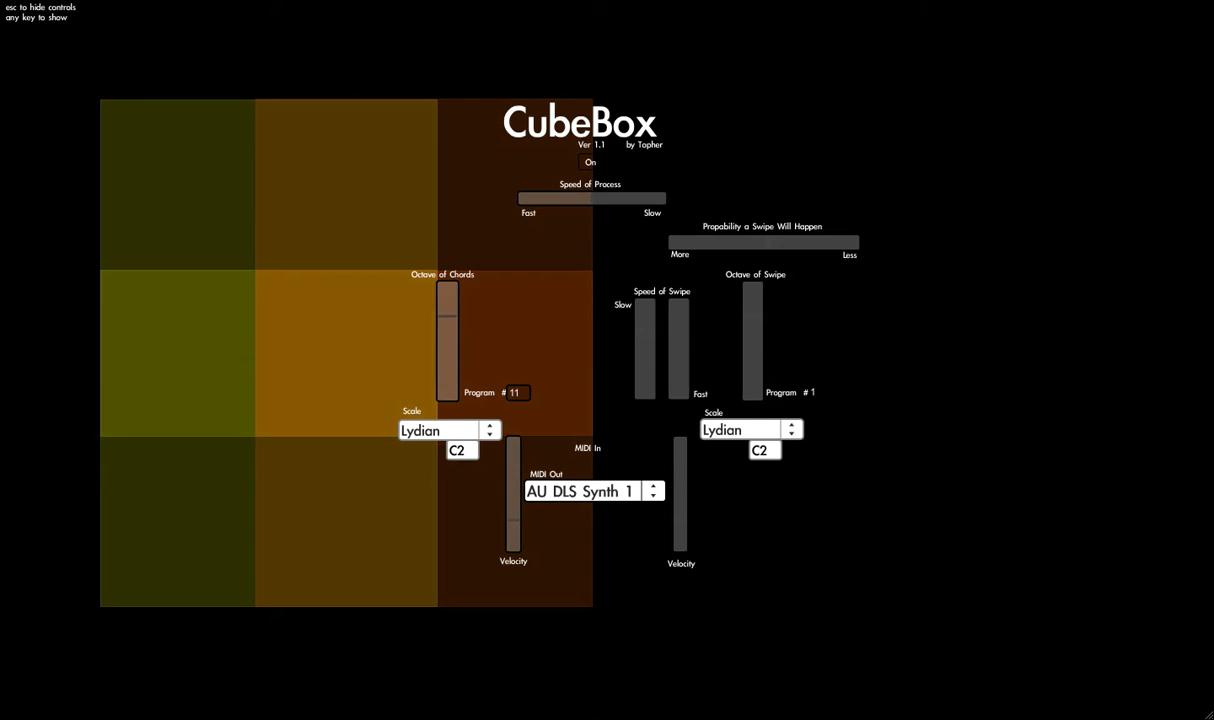 esc to hide controls
any key to show
CubeBox
Ver 1.1 by Topher
On
Speed of Process
Fast Slow
Propability a Swipe Will Happen
More Less
Octave of Chords
Octave of Swipe
Speed of Swipe
Slow
Fast
Program # 11
Program # 1
Scale
Lydian
C2
Scale
Lydian
C2
MIDI In
MIDI Out
AU DLS Synth 1
Velocity
Velocity